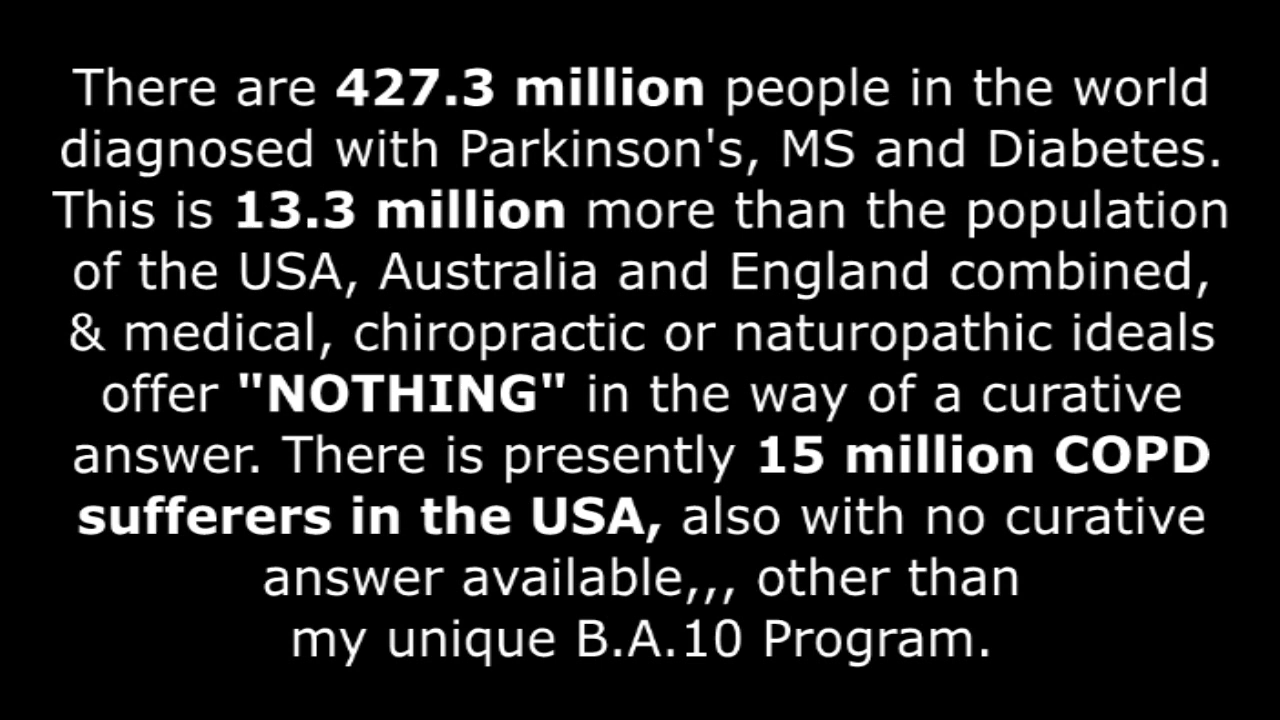 There are 427.3 million people in the world
diagnosed with Parkinson's, MS and Diabetes.
This is 13.3 million more than the population
of the USA, Australia and England combined,
& medical, chiropractic or naturopathic ideals
offer "NOTHING" in the way of a curative
answer. There is presently 15 million COPD
sufferers in the USA, also with no curative
answer available,,, other than
my unique B.A.10 Program.